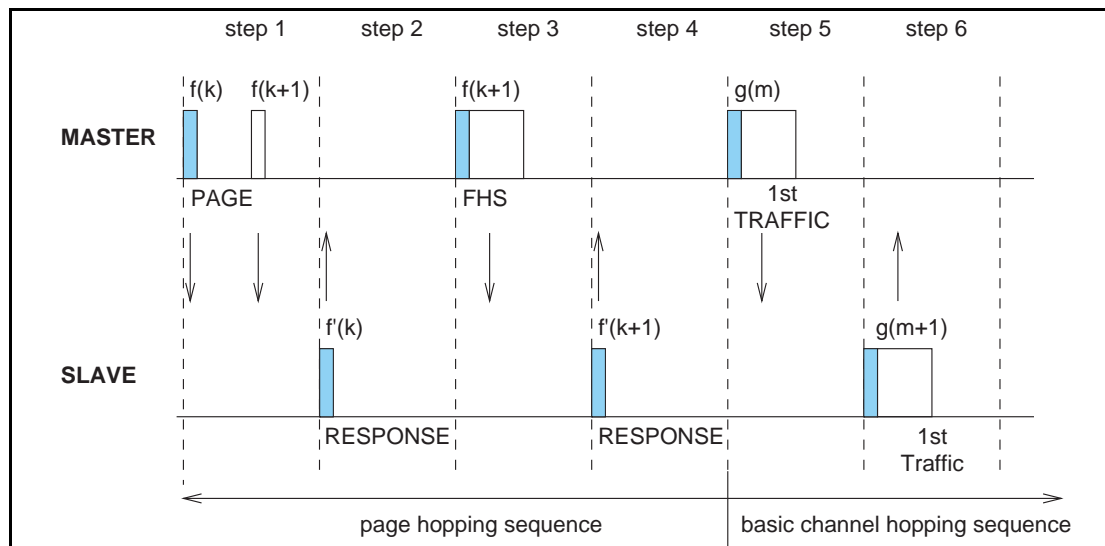 step 1 step 2 step 3 step 4 step 5 step 6
f(k) f(k+1) f(k+1) g(m)
MASTER
PAGE FHS 1st
TRAFFIC
f'(k) f'(k+1) g(m+1)
SLAVE
RESPONSE RESPONSE 1st
Traffic
page hopping sequence basic channel hopping sequence